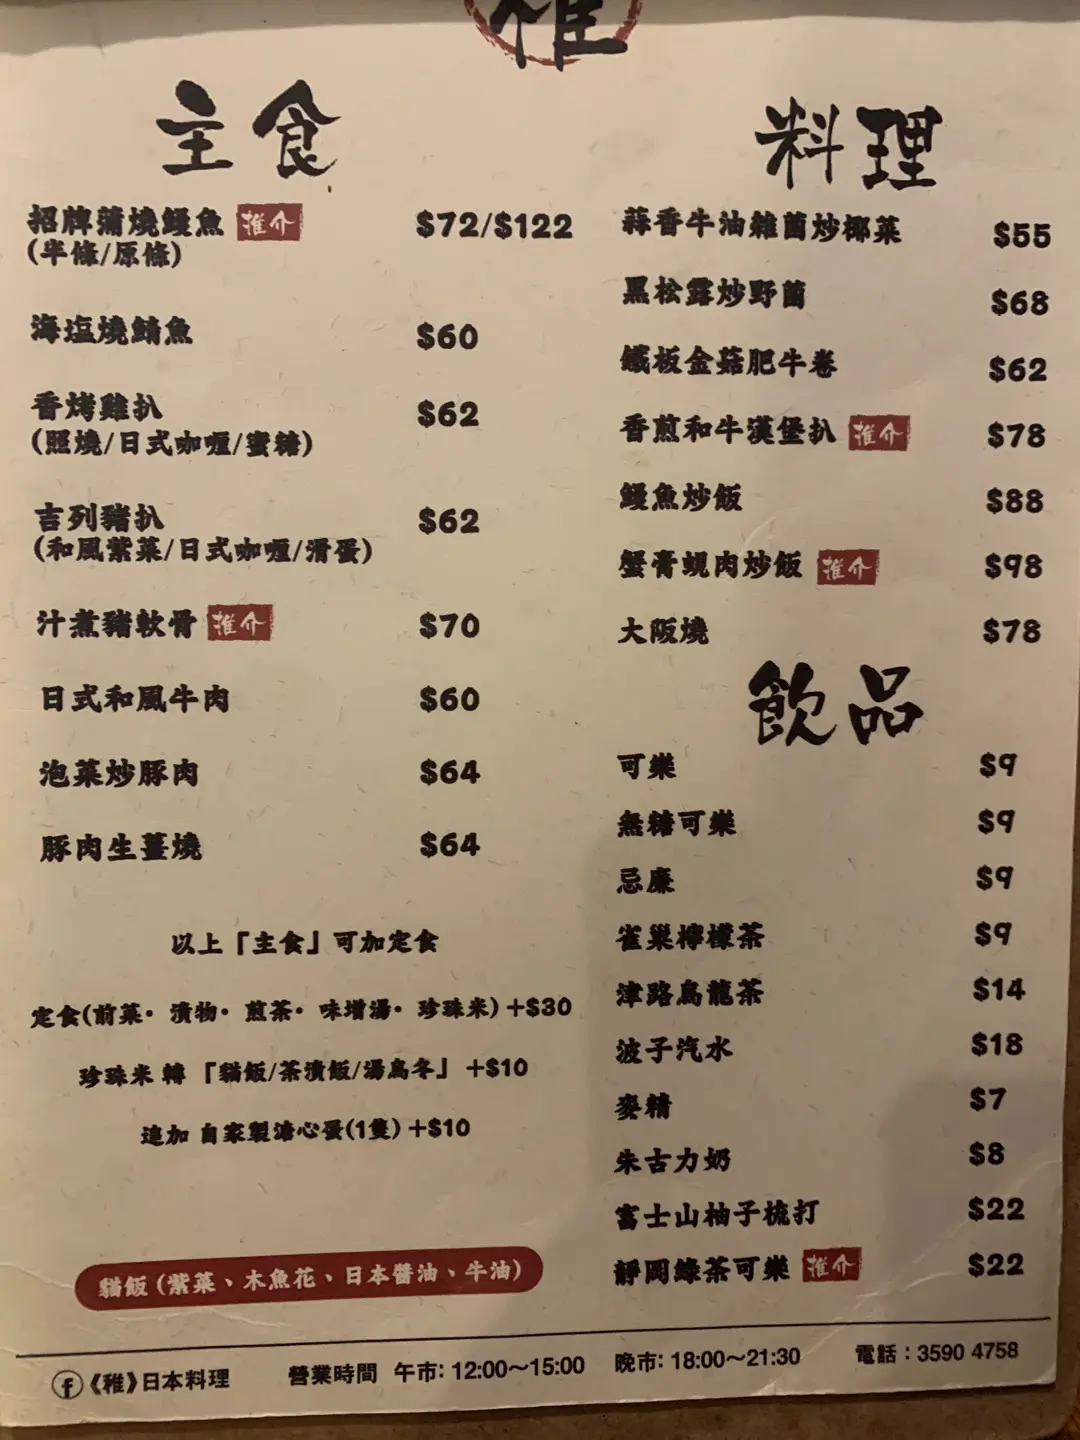 稚
主食
招牌蒲燒鰻魚 推介 $72/$122
(半條/原條)
海塩燒鯖魚 $60
香烤雞扒 $62
(照燒/日式咖喱/蜜糖)
吉列豬扒 $62
(和風紫菜/日式咖喱/滑蛋)
汁煮豬軟骨 推介 $70
日式和風牛肉 $60
泡菜炒豚肉 $64
豚肉生薑燒 $64
以上「主食」可加定食
定食(前菜· 漬物· 煎茶· 味增湯· 珍珠米) +$30
珍珠米 轉 「貓飯/茶漬飯/湯烏冬」 +$10
追加 自家製溏心蛋(1隻) +$10
貓飯 (紫菜、木魚花、日本醬油、牛油)
料理
蒜香牛油雜菌炒椰菜 $55
黑松露炒野菌 $68
鐵板金菇肥牛卷 $62
香煎和牛漢堡扒 推介 $78
鰻魚炒飯 $88
蟹膏蜆肉炒飯 推介 $98
大阪燒 $78
飲品
可樂 $9
無糖可樂 $9
忌廉 $9
雀巢檸檬茶 $9
津路烏龍茶 $14
波子汽水 $18
麥精 $7
朱古力奶 $8
富士山柚子梳打 $22
靜岡綠茶可樂 推介 $22
《稚》日本料理 營業時間 午市: 12:00～15:00 晚市: 18:00～21:30 電話：3590 4758